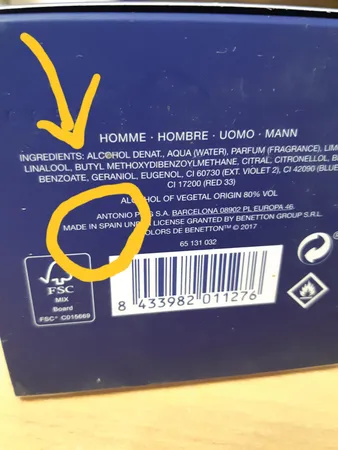 HOMME · HOMBRE · UOMO · MANN
INGREDIENTS: ALCOHOL DENAT., AQUA (WATER), PARFUM (FRAGRANCE),
LINALOOL, BUTYL METHOXYDIBENZOYLMETHANE, CITRAL, CITRONELLOL,
BENZOATE, GERANIOL, EUGENOL, CI 60730 (EXT. VIOLET 2), CI 42090 (BLUE
CI 17200 (RED 33)
ALCOHOL OF VEGETAL ORIGIN 80% VOL
ANTONIO S.A. BARCELONA 08902 PL. EUROPA 46.
MADE IN SPAIN UNDER LICENSE GRANTED BY BENETTON GROUP S.R.L.
COLORS DE BENETTON™ © 2017
65 131 032
FSC
MIX
Board
FSC® C015669
8 433982 011276